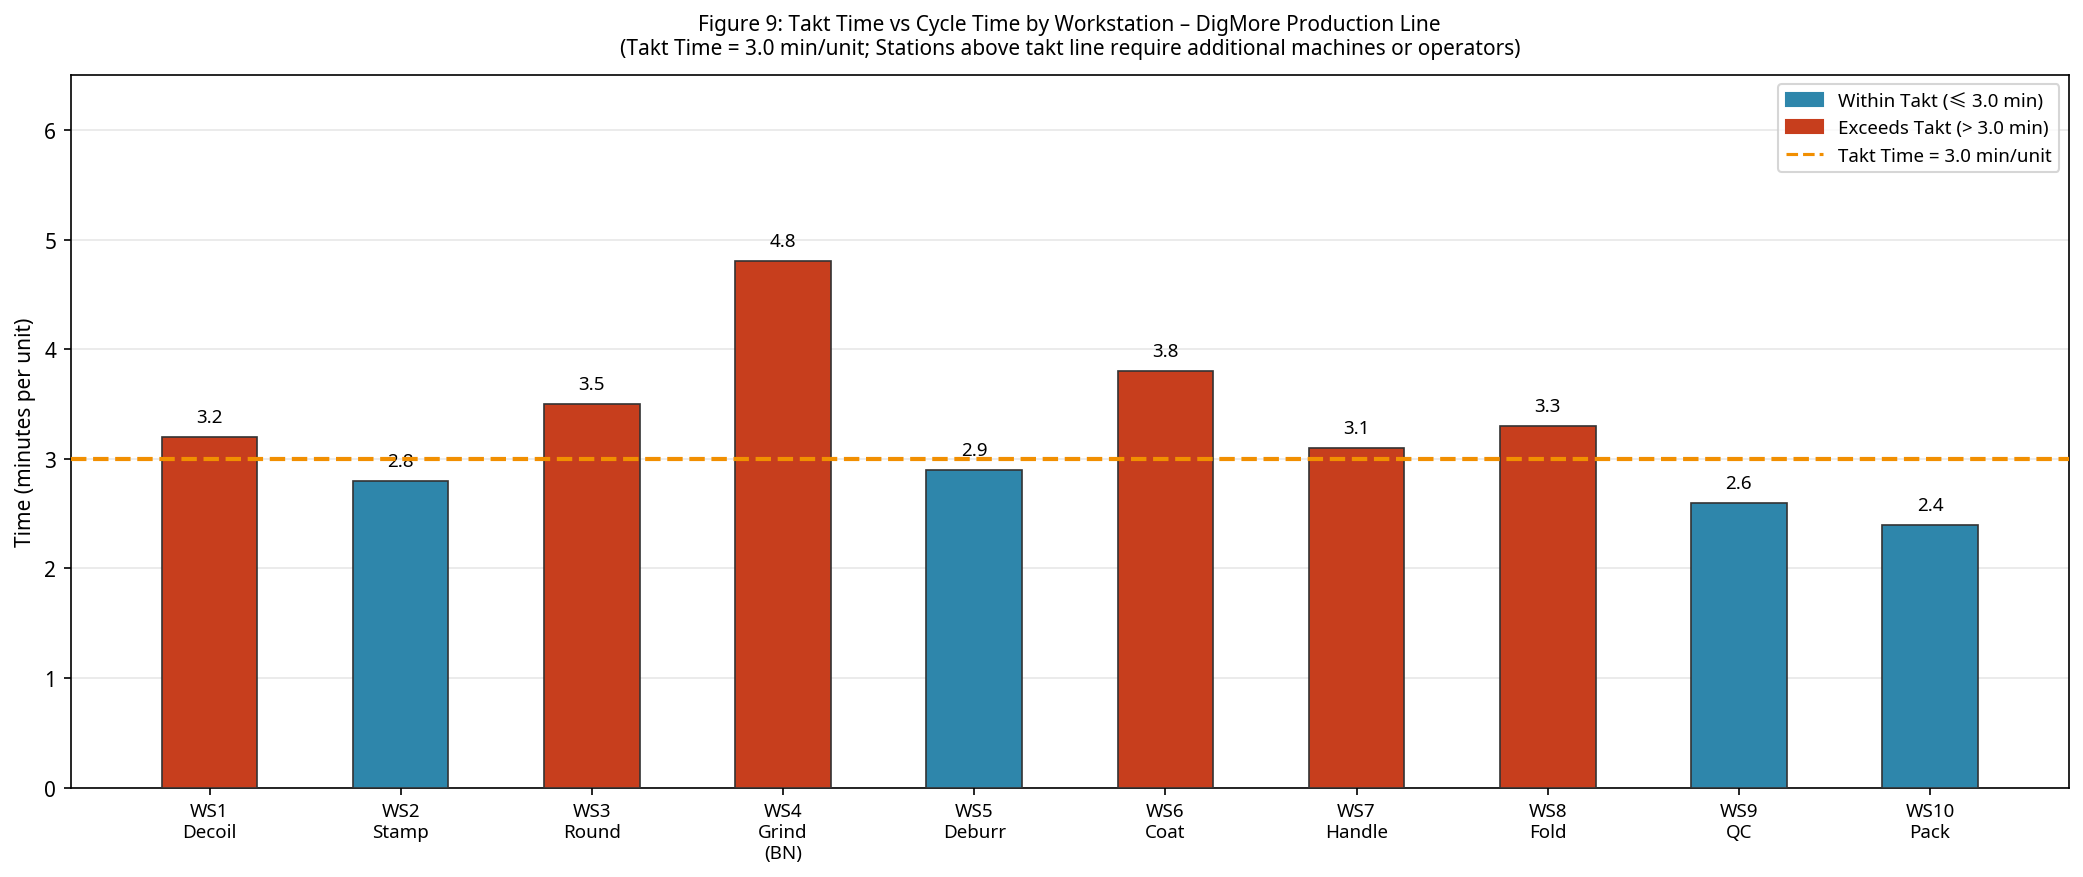 Figure 9: Takt Time vs Cycle Time by Workstation – DigMore Production Line
(Takt Time = 3.0 min/unit; Stations above takt line require additional machines or operators)
Within Takt (≤ 3.0 min)
Exceeds Takt (> 3.0 min)
Takt Time = 3.0 min/unit
Time (minutes per unit)
6
5
4
3
2
1
0
3.2
2.8
3.5
4.8
2.9
3.8
3.1
3.3
2.6
2.4
WS1
Decoil
WS2
Stamp
WS3
Round
WS4
Grind
(BN)
WS5
Deburr
WS6
Coat
WS7
Handle
WS8
Fold
WS9
QC
WS10
Pack